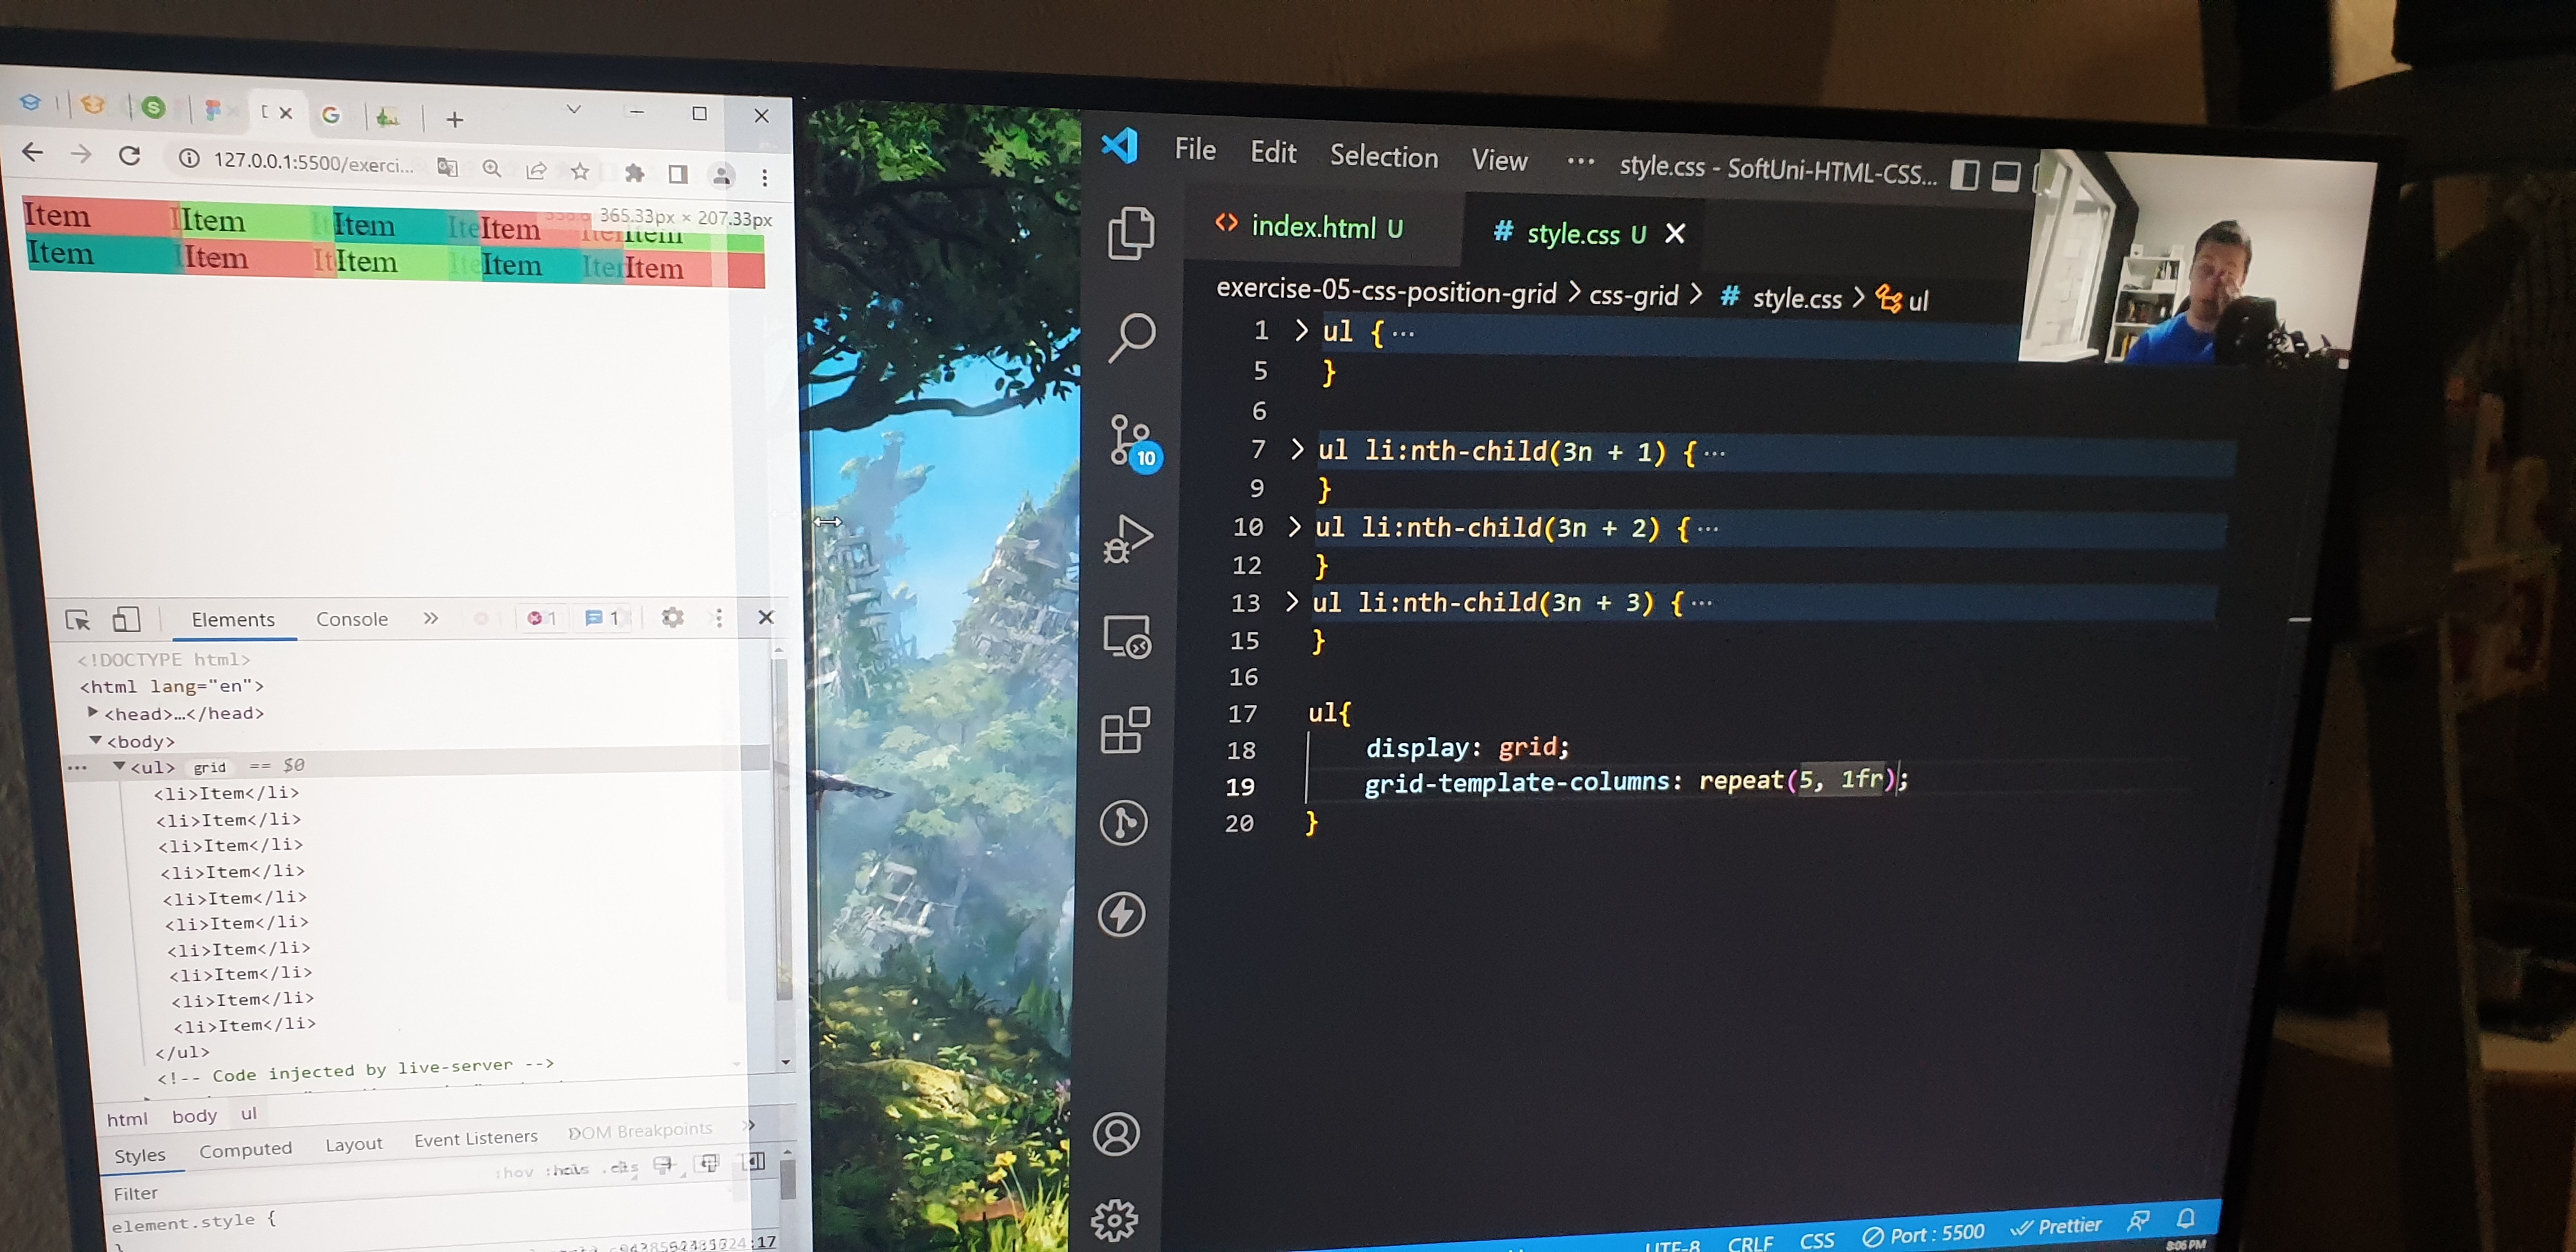 127.0.0.1:5500/exerci...
365.33px × 207.33px
Item Item Item Item Item
Item Item Item Item Item
Elements Console 1 1
<!DOCTYPE html>
<html lang="en">
<head>…</head>
<body>
<ul> grid == $0
<li>Item</li>
<li>Item</li>
<li>Item</li>
<li>Item</li>
<li>Item</li>
<li>Item</li>
<li>Item</li>
<li>Item</li>
<li>Item</li>
<li>Item</li>
</ul>
<!-- Code injected by live-server -->
html body ul
Styles Computed Layout Event Listeners DOM Breakpoints
:hov .cls
Filter
element.style {
File Edit Selection View ... style.css - SoftUni-HTML-CSS...
index.html U # style.css U
exercise-05-css-position-grid > css-grid > # style.css > ul
1 ul {...
5 }
6
7 ul li:nth-child(3n + 1) {...
9 }
10 ul li:nth-child(3n + 2) {...
12 }
13 ul li:nth-child(3n + 3) {...
15 }
16
17 ul{
18 display: grid;
19 grid-template-columns: repeat(5, 1fr);
20 }
10
UTF-8 CRLF CSS Port : 5500 Prettier
8:06 PM